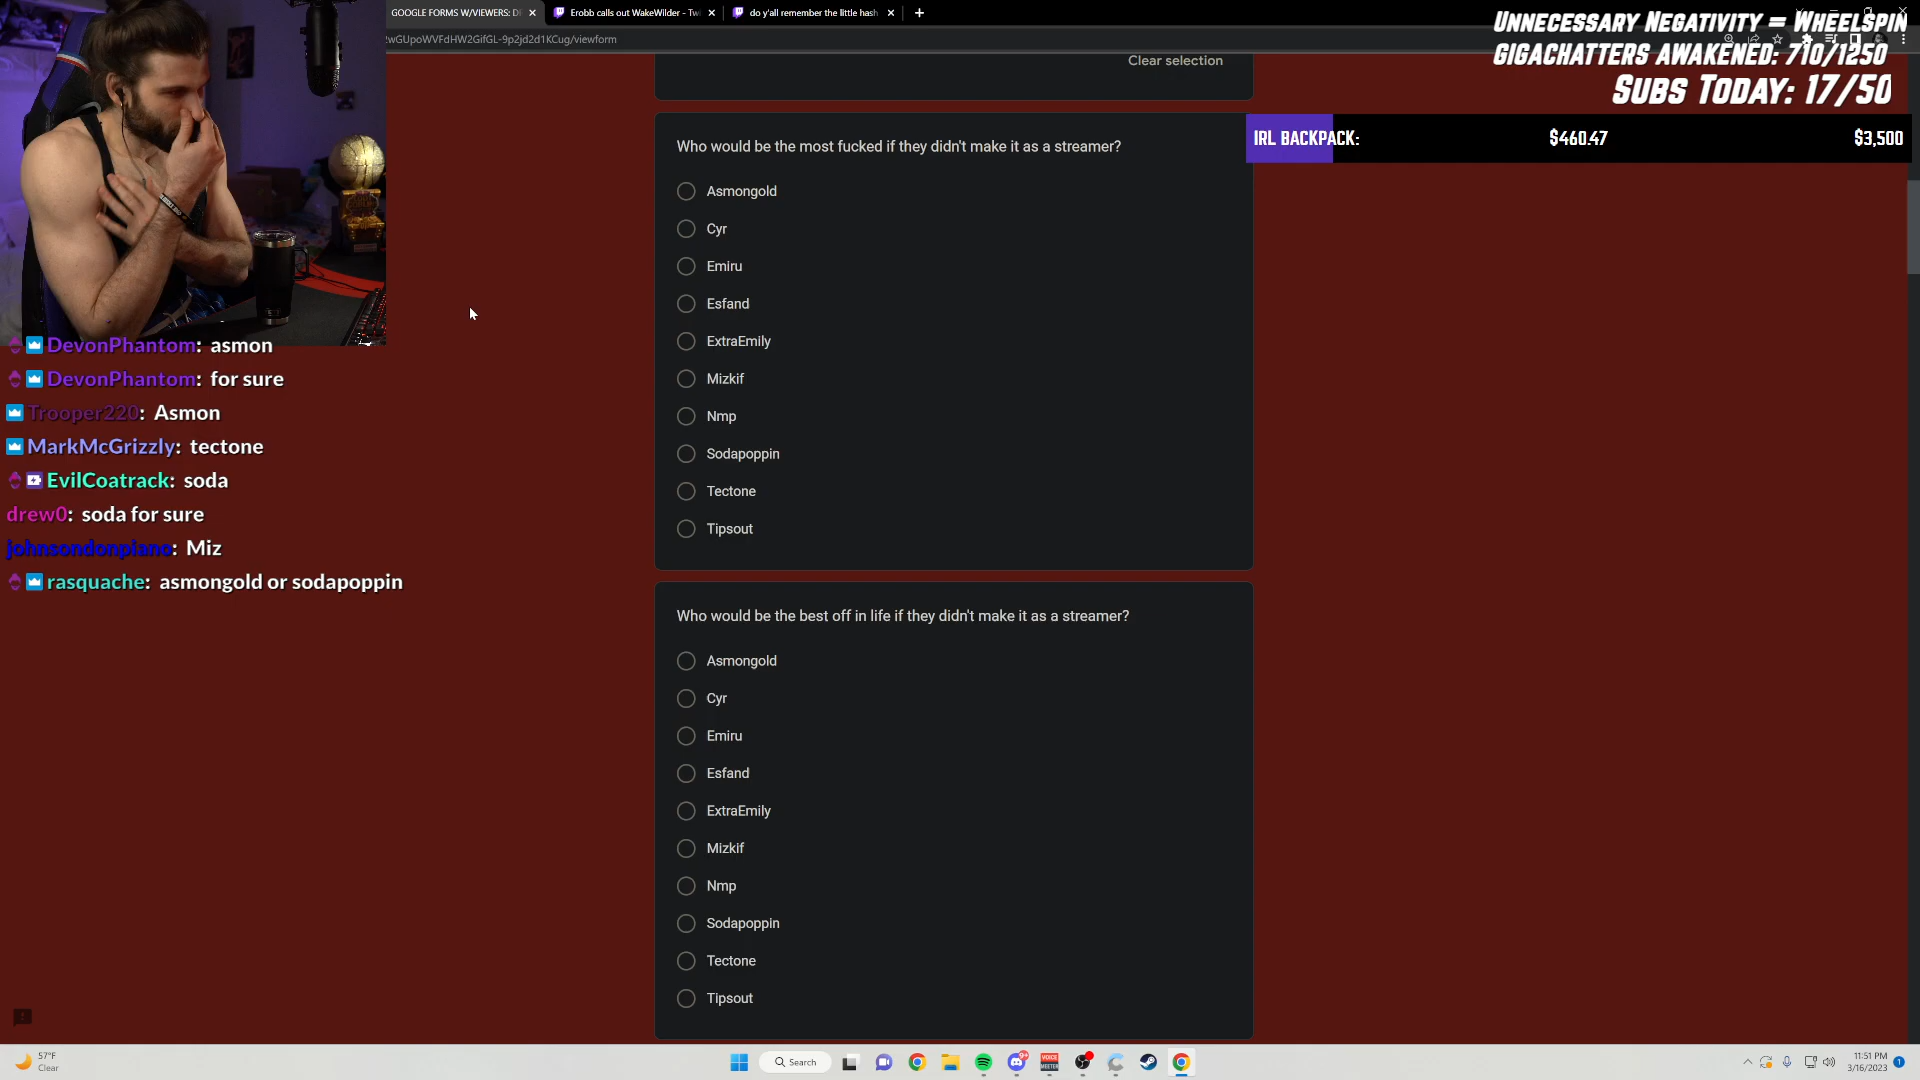 GOOGLE FORMS W/VIEWERS: DF
Erobb calls out WakeWilder - Tw
do y'all remember the little hash
wGUpoWVFdHW2GifGL-9p2jd2d1KCug/viewform
UNNECESSARY NEGATIVITY = WHEELSPIN
GIGACHATTERS AWAKENED: 710/1250
SUBS TODAY: 17/50
IRL BACKPACK: $460.47 $3,500
Clear selection
Who would be the most fucked if they didn't make it as a streamer?
Asmongold
Cyr
Emiru
Esfand
ExtraEmily
Mizkif
Nmp
Sodapoppin
Tectone
Tipsout
DevonPhantom: asmon
DevonPhantom: for sure
Trooper220: Asmon
MarkMcGrizzly: tectone
EvilCoatrack: soda
drew0: soda for sure
johnsondonpiano: Miz
rasquache: asmongold or sodapoppin
Who would be the best off in life if they didn't make it as a streamer?
Asmongold
Cyr
Emiru
Esfand
ExtraEmily
Mizkif
Nmp
Sodapoppin
Tectone
Tipsout
57°F
Clear
Search
VOICE
MEETER
11:51 PM
3/16/2023
1